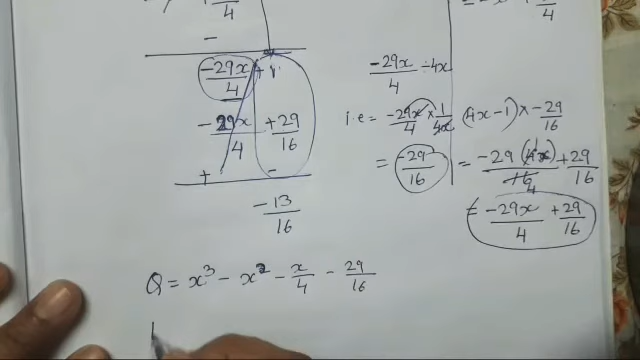 4
-
-29x/4 + 1
-29x/4 + 29/16
+ -
-13/16
-29x/4 ÷ 4x
i.e = -29x/4 × 1/4x
= -29/16
(4x-1) × -29/16
= -29(4x)/16 + 29/16
= -29x/4 + 29/16
Q = x³ - x² - x/4 - 29/16